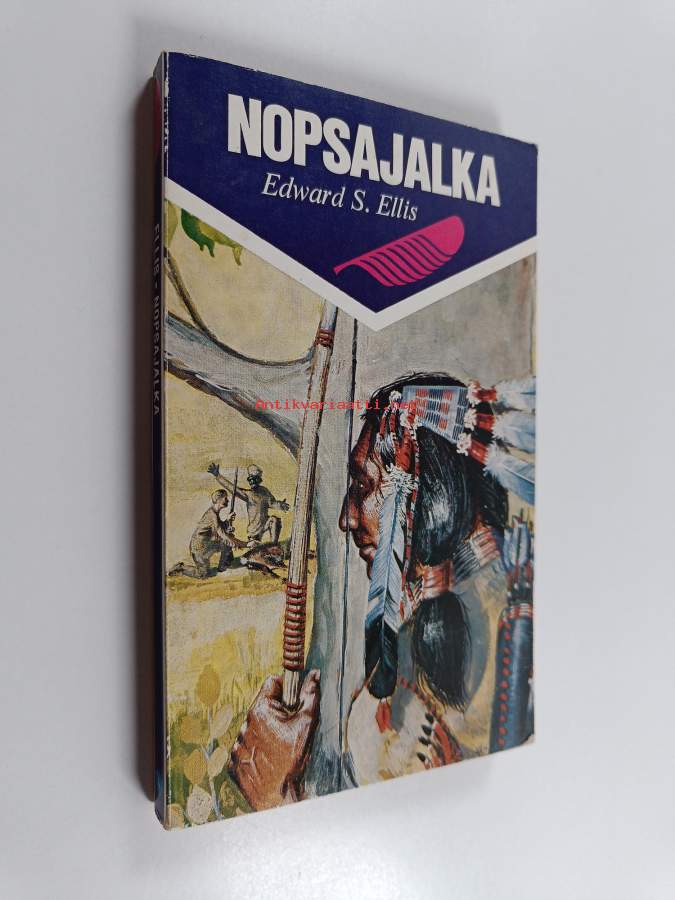 NOPSAJALKA
Edward S. Ellis
ELLIS • NOPSAJALKA
Antikvariaatti.net